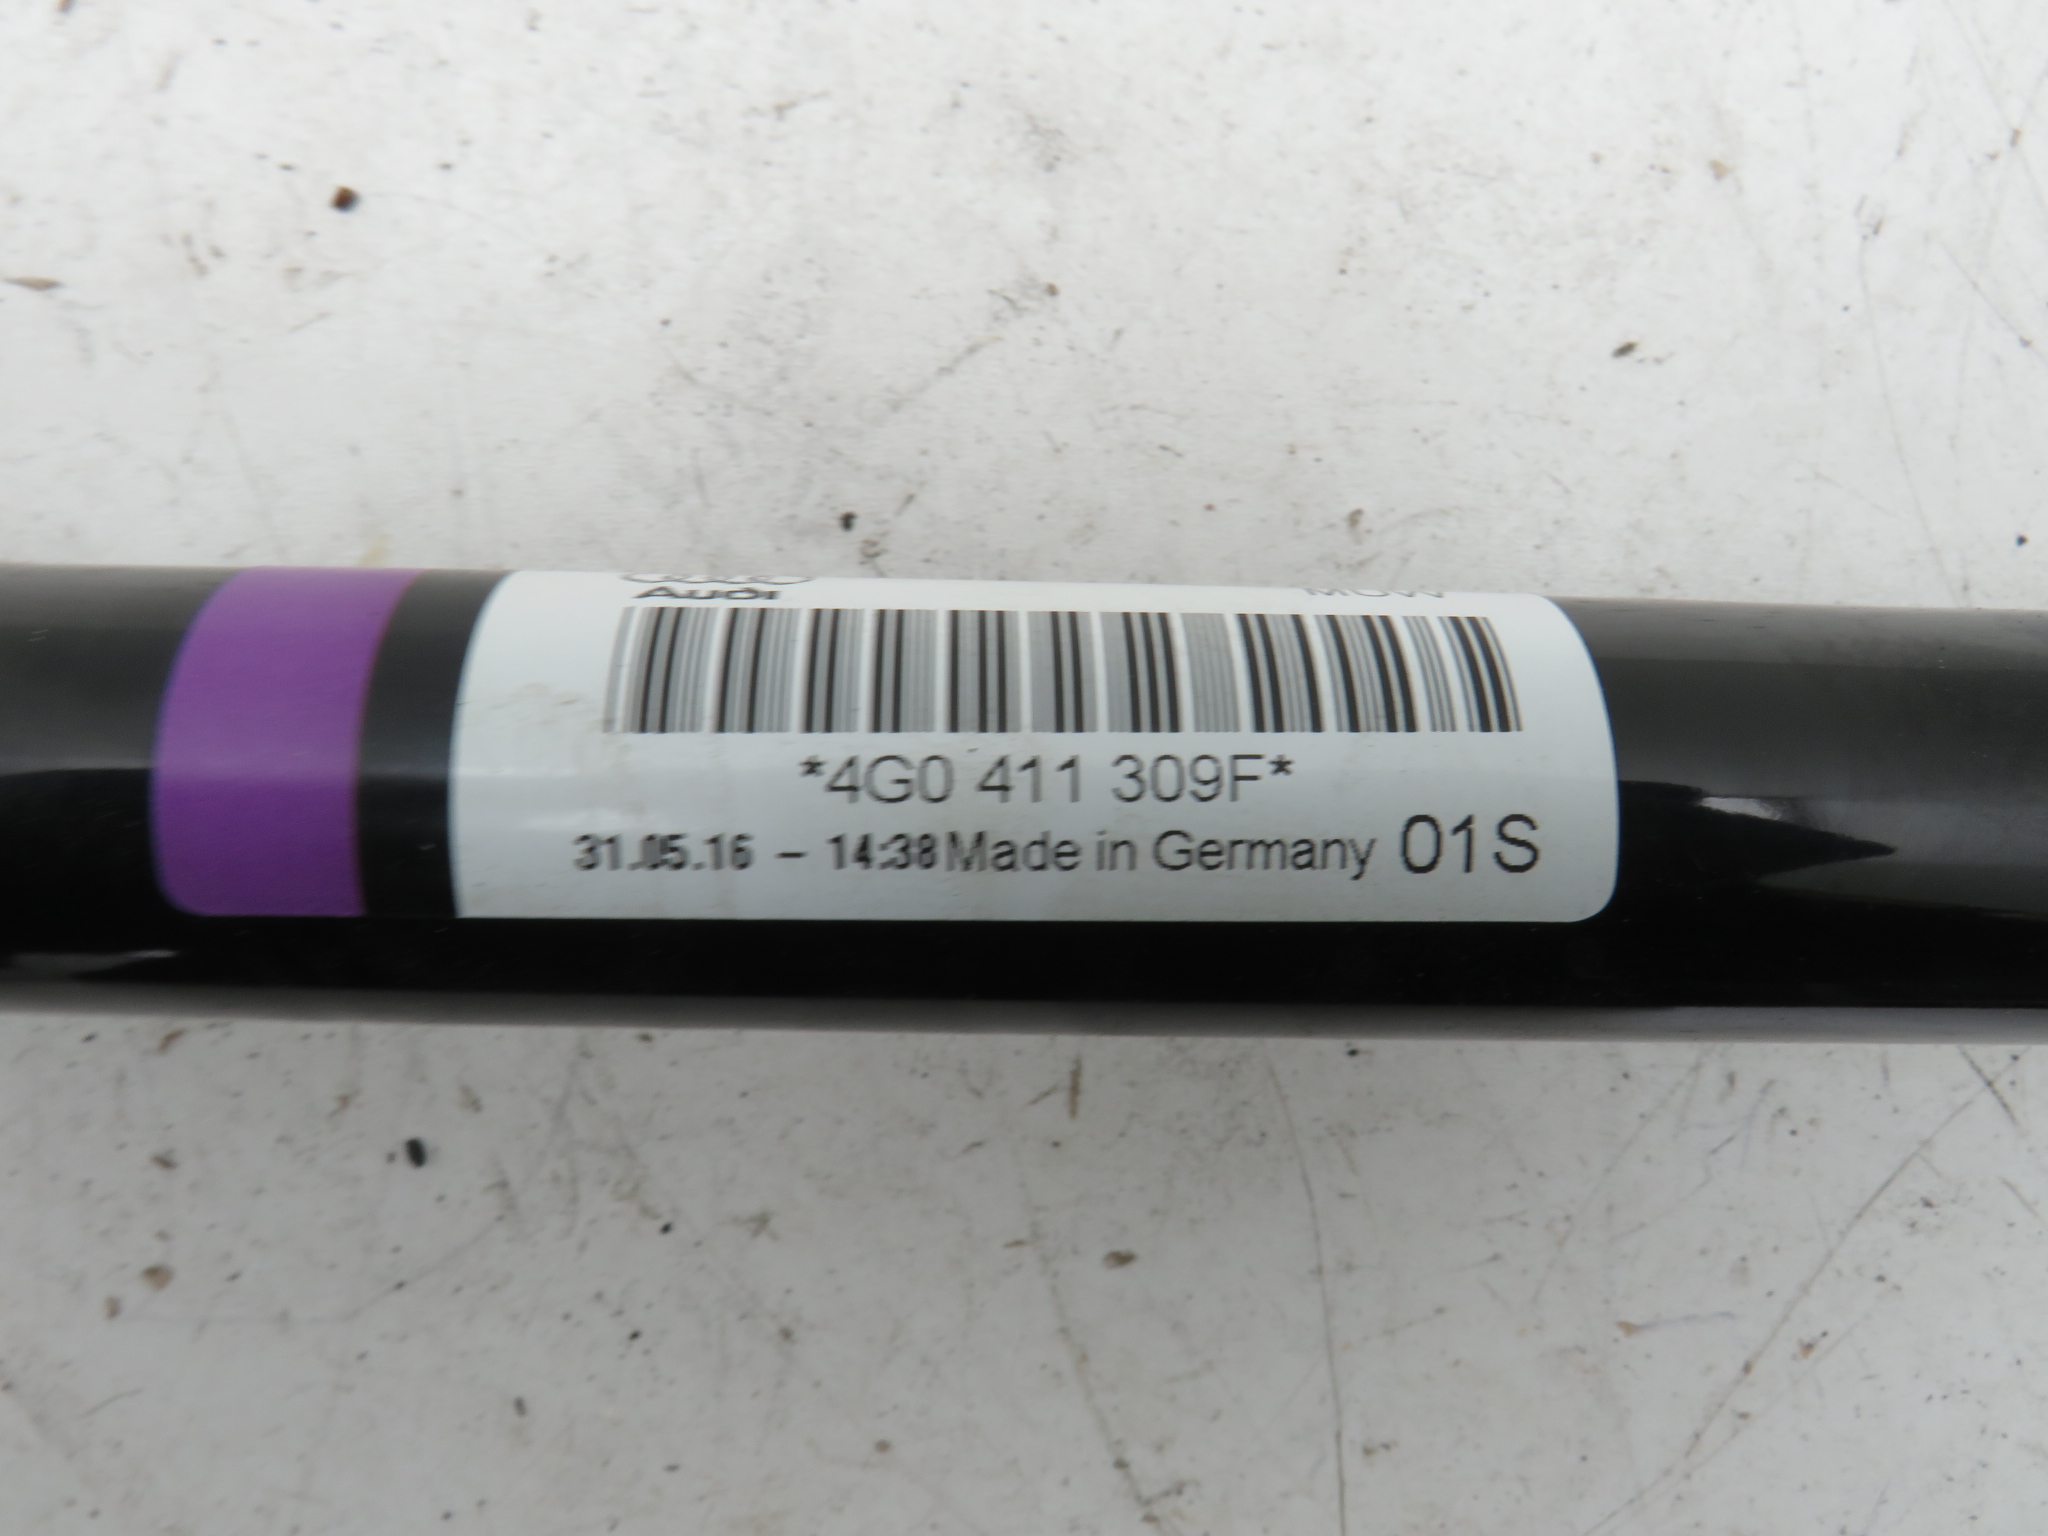 Audi
*4G0 411 309F*
31.05.16 - 14:38 Made in Germany 01S